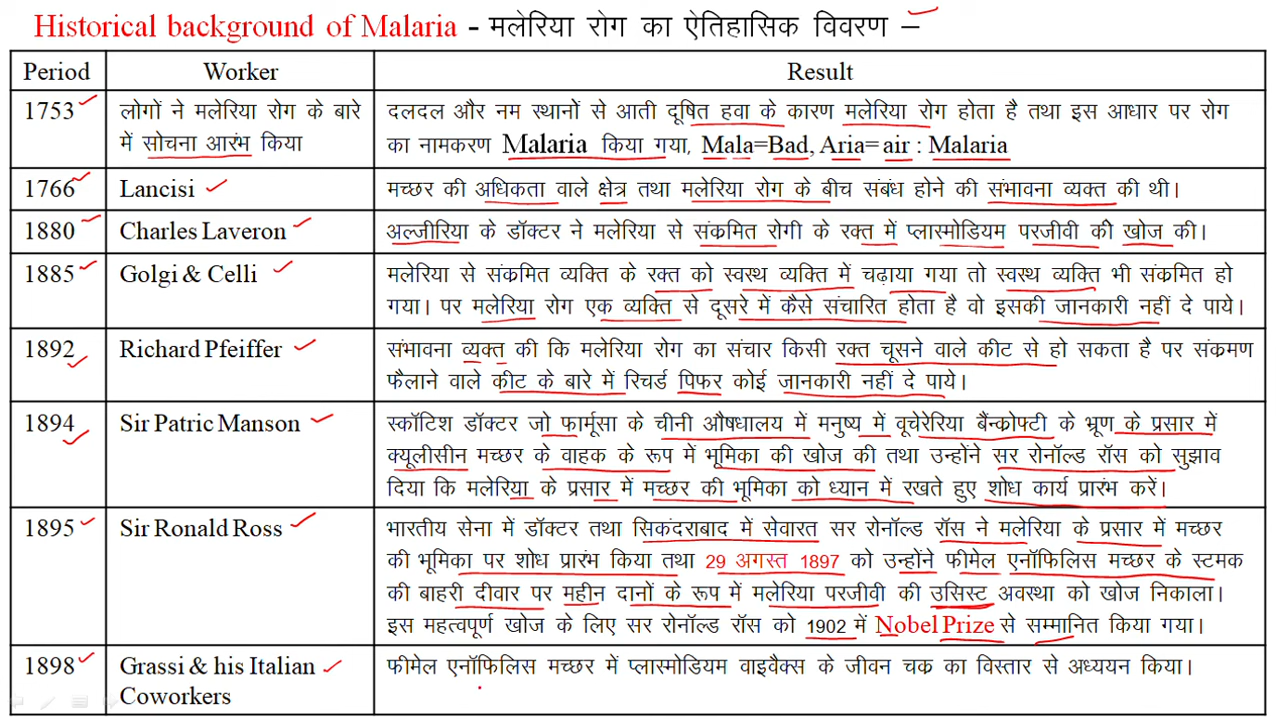 Historical background of Malaria - मलेरिया रोग का ऐतिहासिक विवरण –
Period Worker Result
1753 लोगों ने मलेरिया रोग के बारे
में सोचना आरंभ किया
दलदल और नम स्थानों से आती दूषित हवा के कारण मलेरिया रोग होता है तथा इस आधार पर रोग
का नामकरण Malaria किया गया, Mala=Bad, Aria= air : Malaria
1766 Lancisi मच्छर की अधिकता वाले क्षेत्र तथा मलेरिया रोग के बीच संबंध होने की संभावना व्यक्त की थी।
1880 Charles Laveron अल्जीरिया के डॉक्टर ने मलेरिया से संक्रमित रोगी के रक्त में प्लास्मोडियम परजीवी की खोज की।
1885 Golgi & Celli मलेरिया से संक्रमित व्यक्ति के रक्त को स्वस्थ व्यक्ति में चढ़ाया गया तो स्वस्थ व्यक्ति भी संक्रमित हो
गया। पर मलेरिया रोग एक व्यक्ति से दूसरे में कैसे संचारित होता है वो इसकी जानकारी नहीं दे पाये।
1892 Richard Pfeiffer संभावना व्यक्त की कि मलेरिया रोग का संचार किसी रक्त चूसने वाले कीट से हो सकता है पर संक्रमण
फैलाने वाले कीट के बारे में रिचर्ड पिफर कोई जानकारी नहीं दे पाये।
1894 Sir Patric Manson स्कॉटिश डॉक्टर जो फार्मूसा के चीनी औषधालय में मनुष्य में वूचेरेरिया बैंन्क्रोफ्टी के भ्रूण के प्रसार में
क्यूलीसीन मच्छर के वाहक के रूप में भूमिका की खोज की तथा उन्होंने सर रोनॉल्ड रॉस को सुझाव
दिया कि मलेरिया के प्रसार में मच्छर की भूमिका को ध्यान में रखते हुए शोध कार्य प्रारंभ करें।
1895 Sir Ronald Ross भारतीय सेना में डॉक्टर तथा सिकंदराबाद में सेवारत सर रोनॉल्ड रॉस ने मलेरिया के प्रसार में मच्छर
की भूमिका पर शोध प्रारंभ किया तथा 29 अगस्त 1897 को उन्होंने फीमेल एनॉफिलिस मच्छर के स्टमक
की बाहरी दीवार पर महीन दानों के रूप में मलेरिया परजीवी की उसिस्ट अवस्था को खोज निकाला।
इस महत्वपूर्ण खोज के लिए सर रोनॉल्ड रॉस को 1902 में Nobel Prize से सम्मानित किया गया।
1898 Grassi & his Italian
Coworkers
फीमेल एनॉफिलिस मच्छर में प्लास्मोडियम वाइवैक्स के जीवन चक्र का विस्तार से अध्ययन किया।